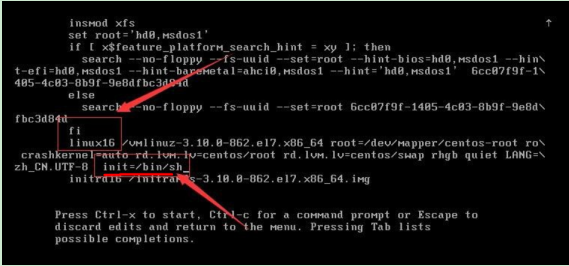 insmod xfs
set root='hd0,msdos1'
if [ x$feature_platform_search_hint = xy ]; then
search --no-floppy --fs-uuid --set=root --hint-bios=hd0,msdos1 --hin\
t-efi=hd0,msdos1 --hint-baremetal=ahci0,msdos1 --hint='hd0,msdos1' 6cc07f9f-1\
405-4c03-8b9f-9e8dfbc3d84d
else
search --no-floppy --fs-uuid --set=root 6cc07f9f-1405-4c03-8b9f-9e8d\
fbc3d84d
fi
linux16 /vmlinuz-3.10.0-862.el7.x86_64 root=/dev/mapper/centos-root ro\
crashkernel=auto rd.lvm.lv=centos/root rd.lvm.lv=centos/swap rhgb quiet LANG=\
zh_CN.UTF-8 init=/bin/sh_
initrd16 /initramfs-3.10.0-862.el7.x86_64.img
Press Ctrl-x to start, Ctrl-c for a command prompt or Escape to
discard edits and return to the menu. Pressing Tab lists
possible completions.